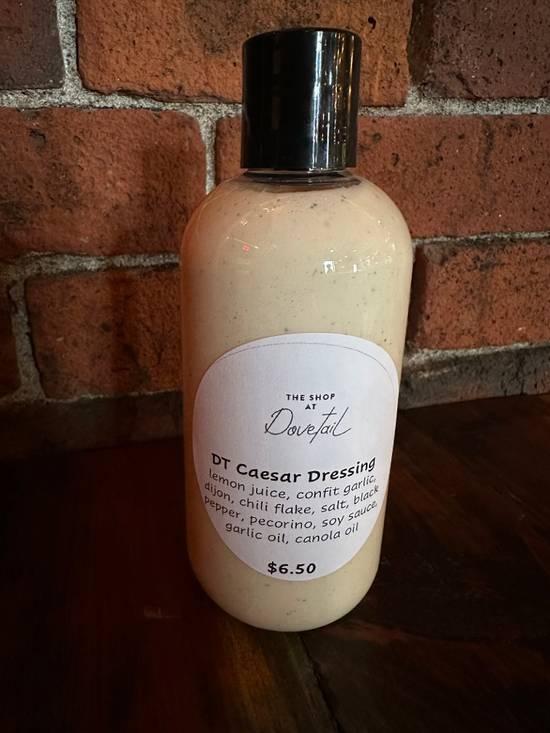 THE SHOP
AT
Dovetail
DT Caesar Dressing
lemon juice, confit garlic,
dijon, chili flake, salt, black
pepper, pecorino, soy sauce,
garlic oil, canola oil
$6.50